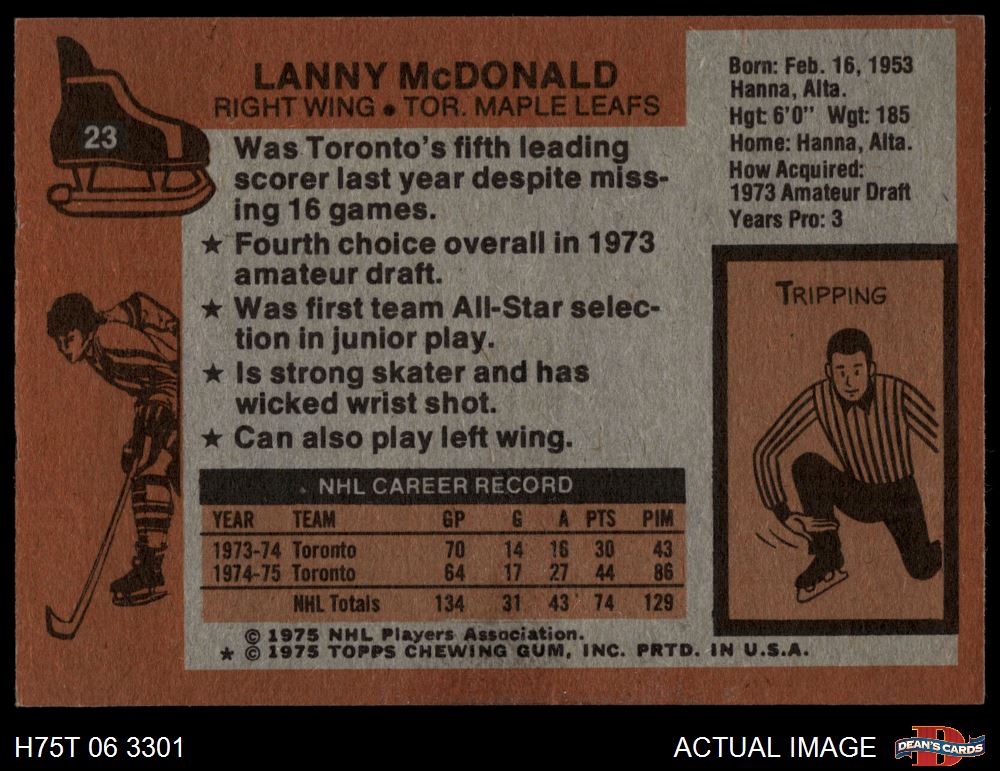 23
LANNY McDONALD
RIGHT WING • TOR. MAPLE LEAFS
Was Toronto's fifth leading
scorer last year despite miss-
ing 16 games.
★ Fourth choice overall in 1973
amateur draft.
★ Was first team All-Star selec-
tion in junior play.
★ Is strong skater and has
wicked wrist shot.
★ Can also play left wing.
Born: Feb. 16, 1953
Hanna, Alta.
Hgt: 6'0" Wgt: 185
Home: Hanna, Alta.
How Acquired:
1973 Amateur Draft
Years Pro: 3
TRIPPING
NHL CAREER RECORD
YEAR TEAM GP G A PTS PIM
1973-74 Toronto 70 14 16 30 43
1974-75 Toronto 64 17 27 44 86
NHL Totals 134 31 43 74 129
© 1975 NHL Players Association.
★ © 1975 TOPPS CHEWING GUM, INC. PRTD. IN U.S.A.
H75T 06 3301
ACTUAL IMAGE
D
DEAN'S CARDS